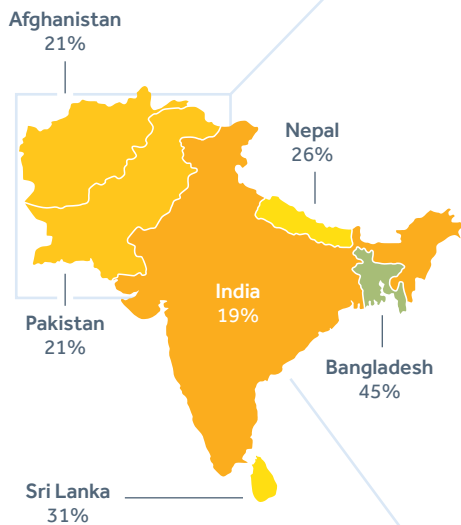 Afghanistan
21%
Nepal
26%
India
19%
Pakistan
21%
Bangladesh
45%
Sri Lanka
31%